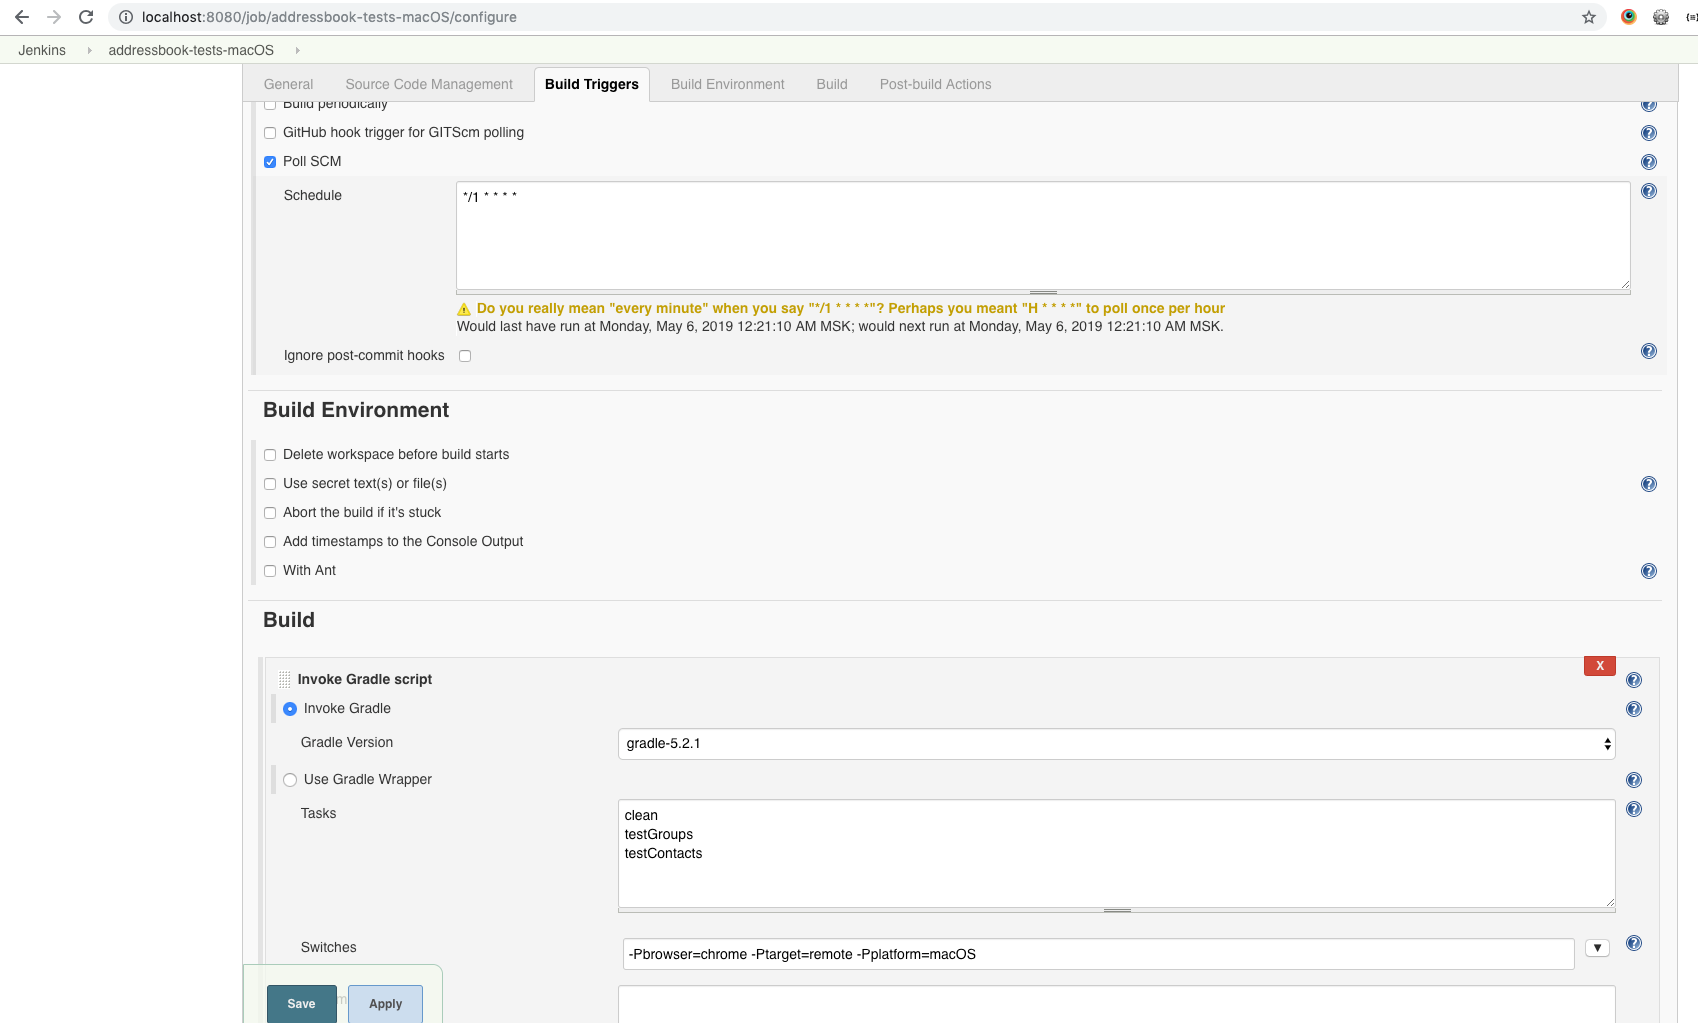 localhost:8080/job/addressbook-tests-macOS/configure
Jenkins addressbook-tests-macOS
General Source Code Management Build Triggers Build Environment Build Post-build Actions
Build periodically
GitHub hook trigger for GITScm polling
Poll SCM
Schedule
*/1 * * * *
Do you really mean "every minute" when you say "*/1 * * * *"? Perhaps you meant "H * * * *" to poll once per hour
Would last have run at Monday, May 6, 2019 12:21:10 AM MSK; would next run at Monday, May 6, 2019 12:21:10 AM MSK.
Ignore post-commit hooks
Build Environment
Delete workspace before build starts
Use secret text(s) or file(s)
Abort the build if it's stuck
Add timestamps to the Console Output
With Ant
Build
X
Invoke Gradle script
Invoke Gradle
Gradle Version
gradle-5.2.1
Use Gradle Wrapper
Tasks
clean
testGroups
testContacts
Switches
-Pbrowser=chrome -Ptarget=remote -Pplatform=macOS
Save Apply